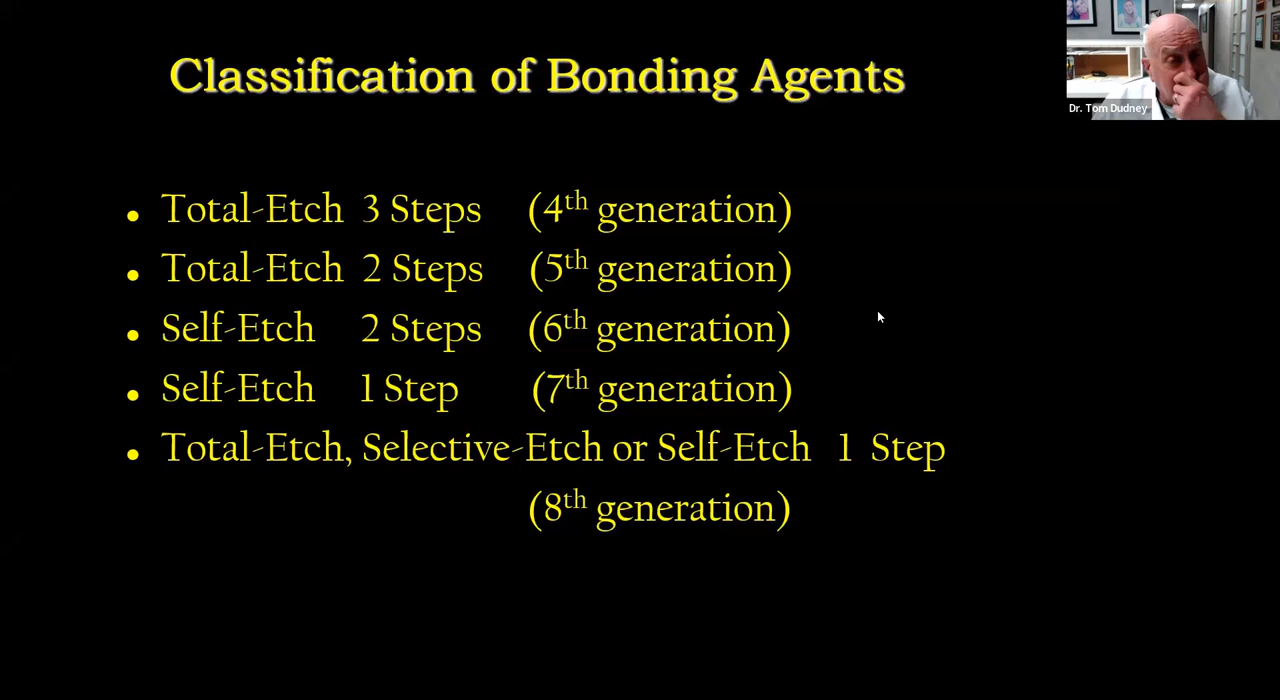 Classification of Bonding Agents
Dr. Tom Dudney
• Total-Etch 3 Steps (4th generation)
• Total-Etch 2 Steps (5th generation)
• Self-Etch 2 Steps (6th generation)
• Self-Etch 1 Step (7th generation)
• Total-Etch, Selective-Etch or Self-Etch 1 Step
(8th generation)